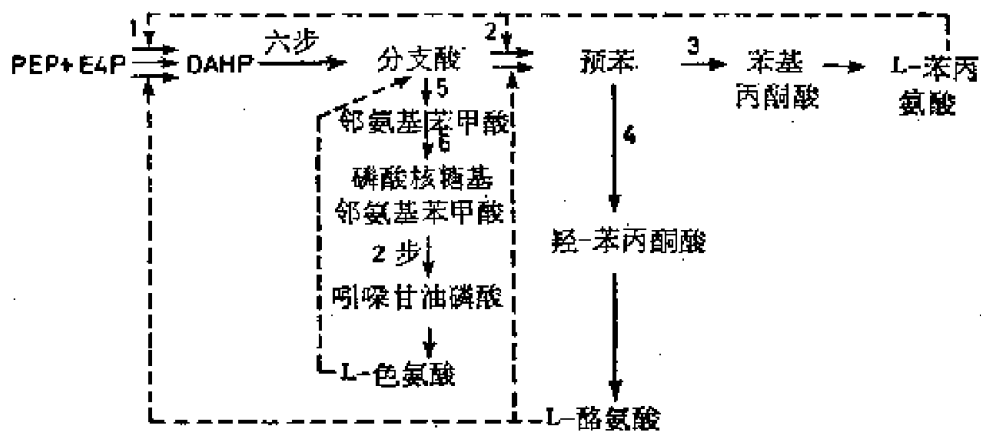 1
PEP+E4P
DAHP
六步
分支酸
2
预苯
3
苯基
丙酮酸
L-苯丙
氨酸
5
邻氨基苯甲酸
6
磷酸核糖基
邻氨基苯甲酸
4
2步
羟-苯丙酮酸
吲哚甘油磷酸
L-色氨酸
L-酪氨酸